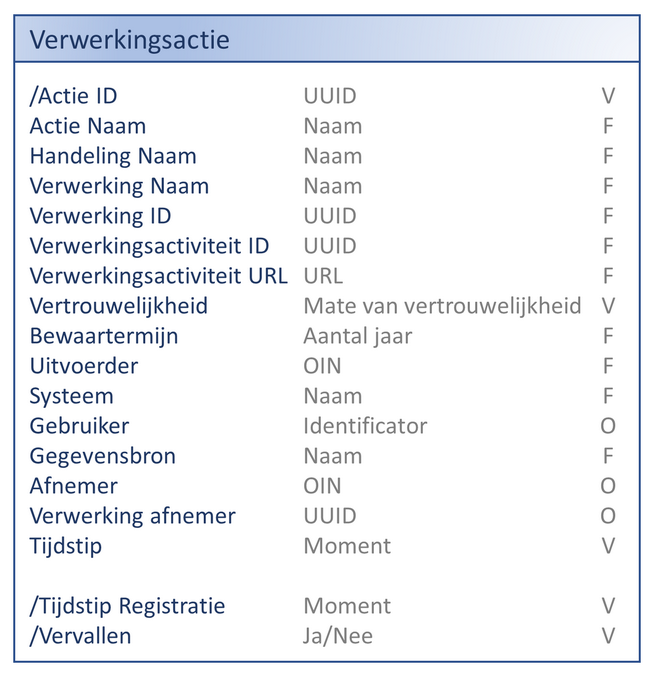 Verwerkingsactie
/Actie ID UUID V
Actie Naam Naam F
Handeling Naam Naam F
Verwerking Naam Naam F
Verwerking ID UUID F
Verwerkingsactiviteit ID UUID F
Verwerkingsactiviteit URL URL F
Vertrouwelijkheid Mate van vertrouwelijkheid V
Bewaartermijn Aantal jaar F
Uitvoerder OIN F
Systeem Naam F
Gebruiker Identificator O
Gegevensbron Naam F
Afnemer OIN O
Verwerking afnemer UUID O
Tijdstip Moment V
/Tijdstip Registratie Moment V
/Vervallen Ja/Nee V